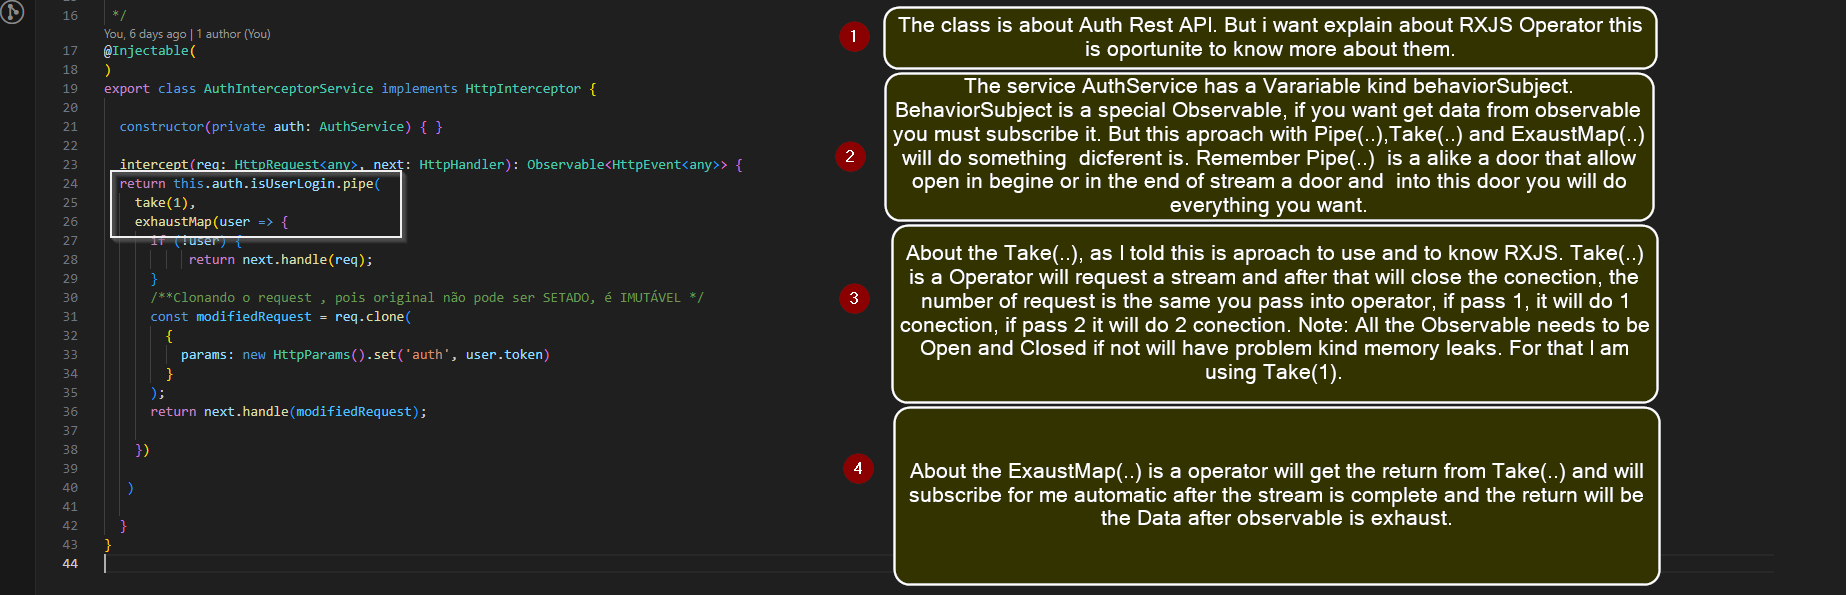 16 */
You, 6 days ago | 1 author (You)
17 @Injectable(
18 )
19 export class AuthInterceptorService implements HttpInterceptor {
20
21 constructor(private auth: AuthService) { }
22
23 intercept(req: HttpRequest<any>, next: HttpHandler): Observable<HttpEvent<any>> {
24 return this.auth.isUserLogin.pipe(
25 take(1),
26 exhaustMap(user => {
27 if (!user) {
28 return next.handle(req);
29 }
30 /**Clonando o request , pois original não pode ser SETADO, é IMUTÁVEL */
31 const modifiedRequest = req.clone(
32 {
33 params: new HttpParams().set('auth', user.token)
34 }
35 );
36 return next.handle(modifiedRequest);
37
38 })
39
40 )
41
42 }
43 }
44
1
The class is about Auth Rest API. But i want explain about RXJS Operator this
is oportunite to know more about them.
2
The service AuthService has a Varariable kind behaviorSubject.
BehaviorSubject is a special Observable, if you want get data from observable
you must subscribe it. But this aproach with Pipe(..),Take(..) and ExaustMap(..)
will do something dicferent is. Remember Pipe(..) is a alike a door that allow
open in begine or in the end of stream a door and into this door you will do
everything you want.
3
About the Take(..), as I told this is aproach to use and to know RXJS. Take(..)
is a Operator will request a stream and after that will close the conection, the
number of request is the same you pass into operator, if pass 1, it will do 1
conection, if pass 2 it will do 2 conection. Note: All the Observable needs to be
Open and Closed if not will have problem kind memory leaks. For that I am
using Take(1).
4
About the ExaustMap(..) is a operator will get the return from Take(..) and will
subscribe for me automatic after the stream is complete and the return will be
the Data after observable is exhaust.